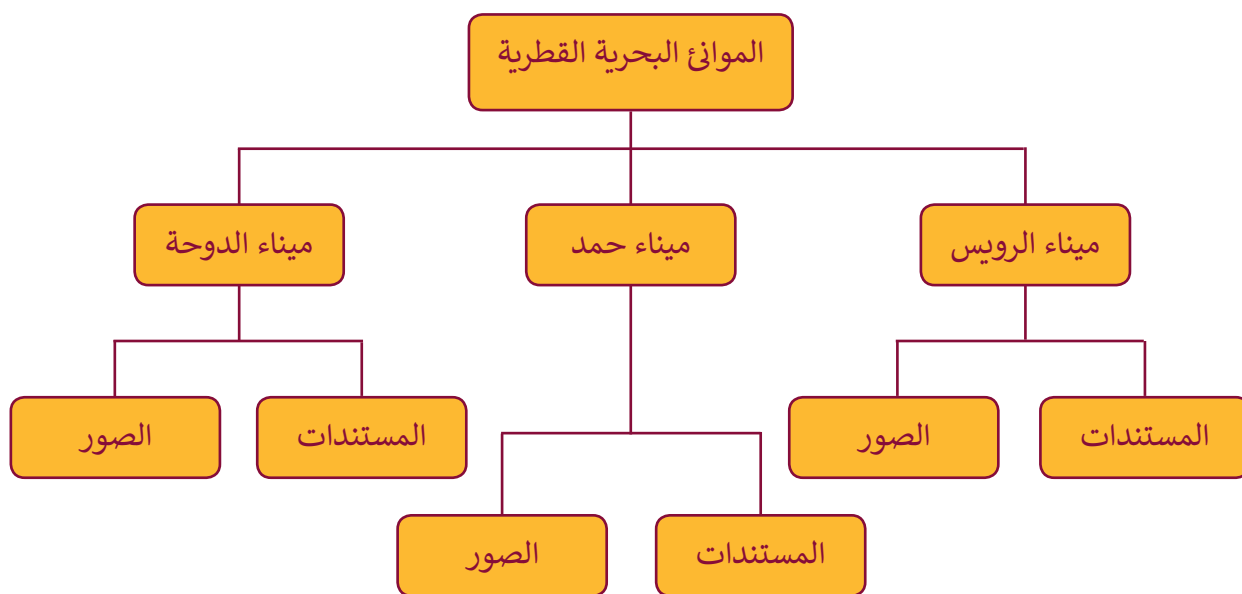 الموانئ البحرية القطرية
ميناء الرويس
ميناء حمد
ميناء الدوحة
المستندات
الصور
المستندات
الصور
المستندات
الصور